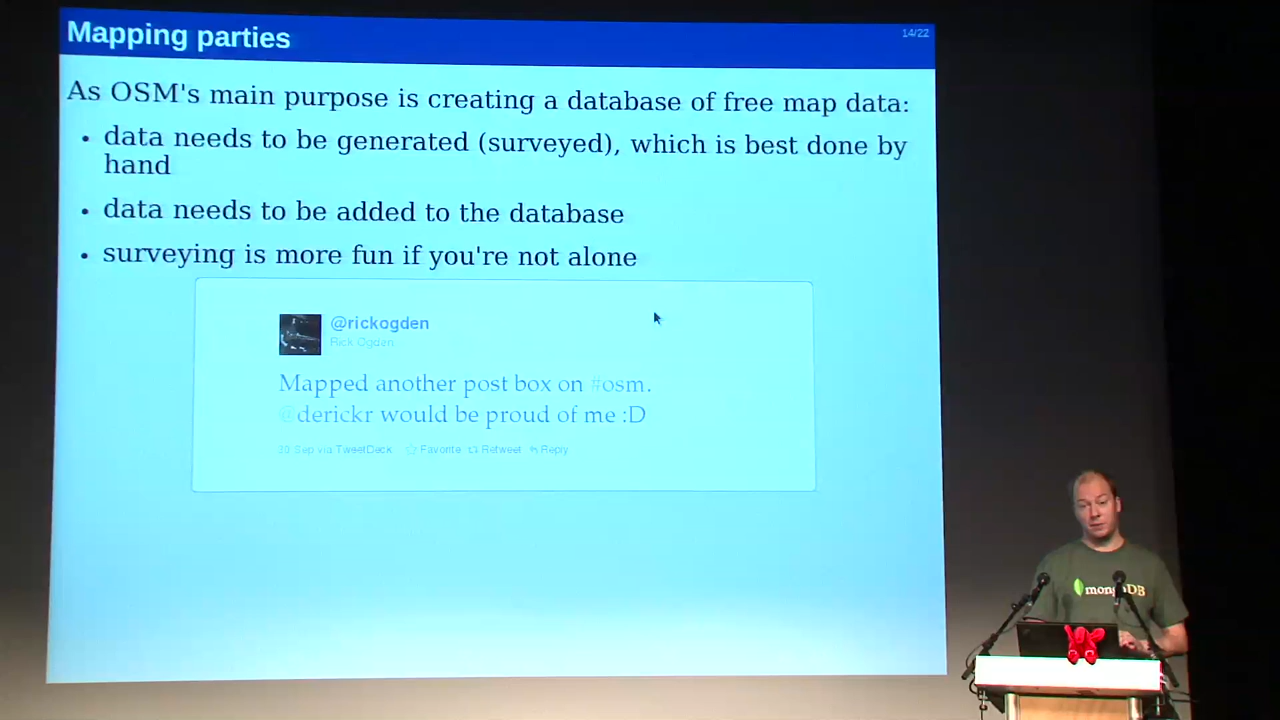 Mapping parties
14/22
As OSM's main purpose is creating a database of free map data:
• data needs to be generated (surveyed), which is best done by
hand
• data needs to be added to the database
• surveying is more fun if you're not alone
@rickogden
Rick Ogden
Mapped another post box on #osm.
@derickr would be proud of me :D
30 Sep via TweetDeck Favorite Retweet Reply
mongoDB